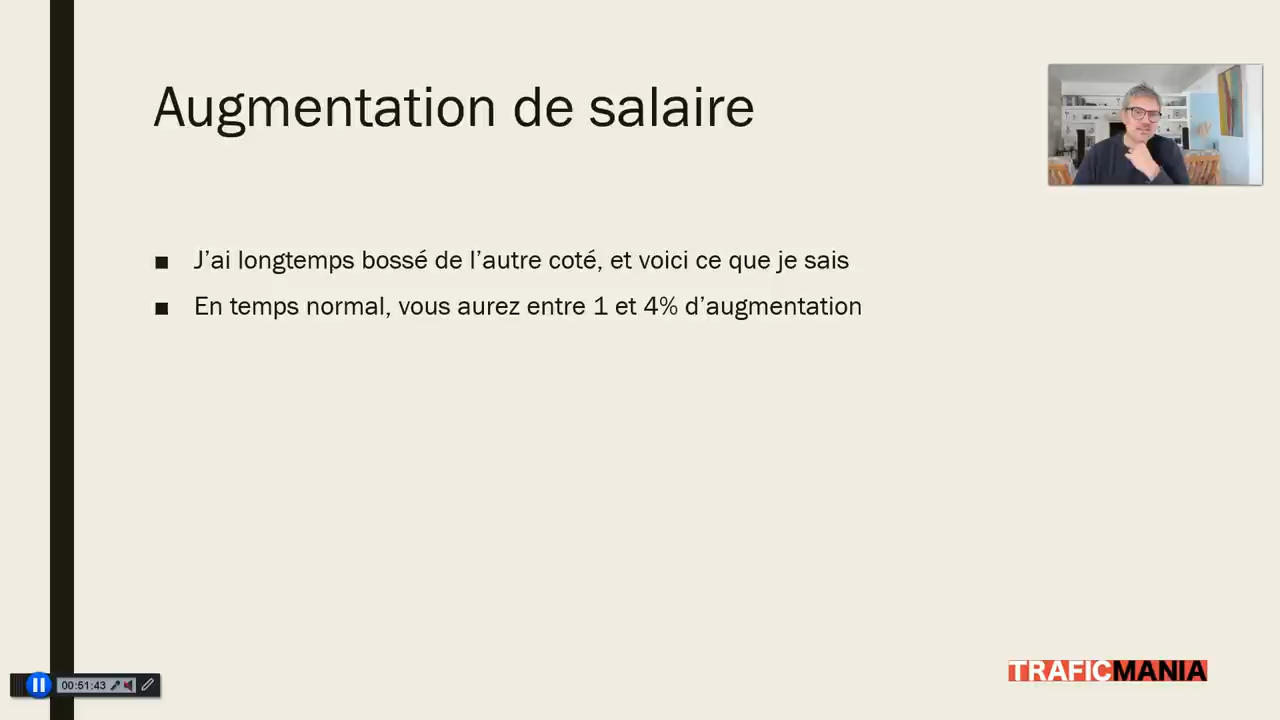 Augmentation de salaire
■ J’ai longtemps bossé de l’autre coté, et voici ce que je sais
■ En temps normal, vous aurez entre 1 et 4% d’augmentation
TRAFICMANIA
00:51:43